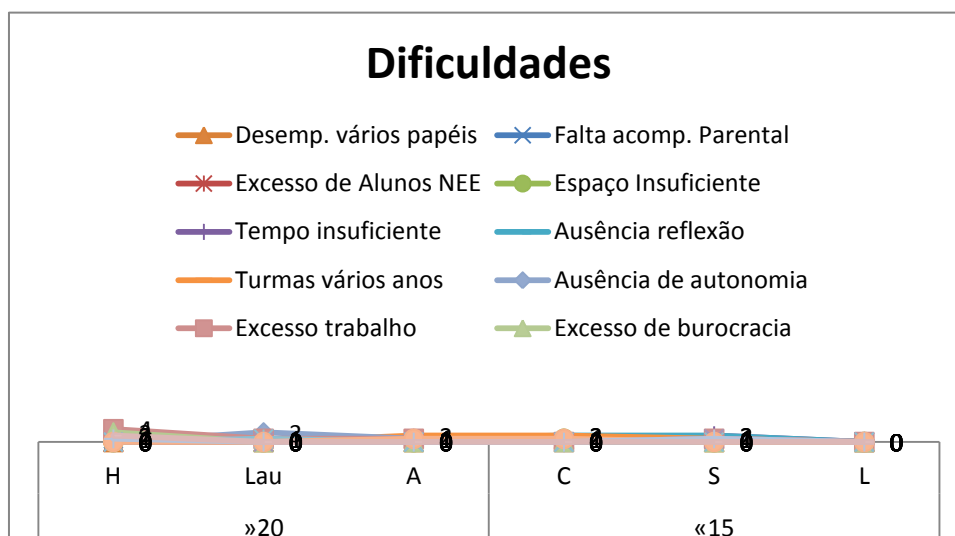 Dificuldades
Desemp. vários papéis Falta acomp. Parental
Excesso de Alunos NEE Espaço Insuficiente
Tempo insuficiente Ausência reflexão
Turmas vários anos Ausência de autonomia
Excesso trabalho Excesso de burocracia
0
H Lau A C S L
»20 «15